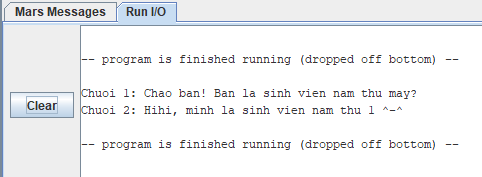 Mars Messages Run I/O
-- program is finished running (dropped off bottom) --
Clear
Chuoi 1: Chao ban! Ban la sinh vien nam thu may?
Chuoi 2: Hihi, minh la sinh vien nam thu 1 ^-^
-- program is finished running (dropped off bottom) --